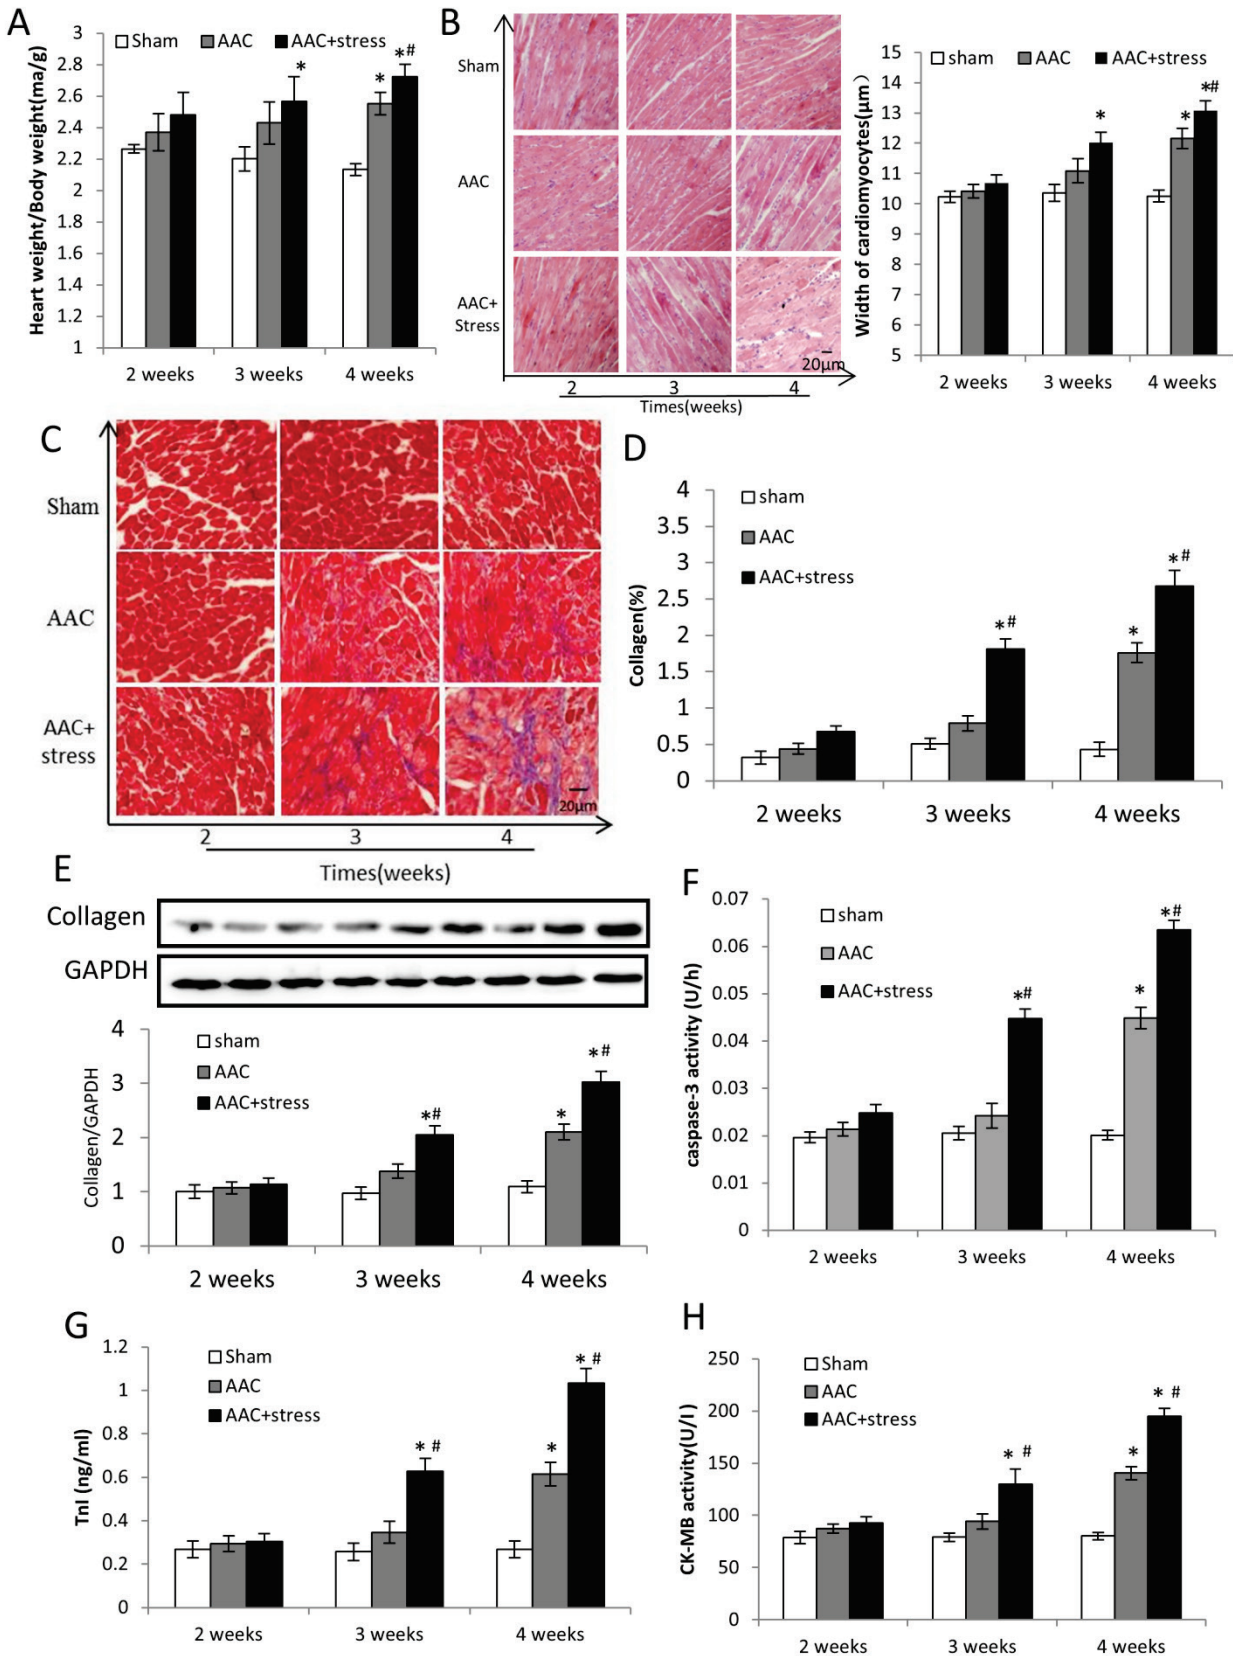 A
Sham AAC AAC+stress
Heart weight/Body weight(ma/g)
3
2.8
2.6
2.4
2.2
2
1.8
1.6
1.4
1.2
1
*
*
*#
2 weeks 3 weeks 4 weeks
B
Sham
AAC
AAC+
Stress
20μm
2 3 4
Times(weeks)
sham AAC AAC+stress
Width of cardiomyocytes(μm)
15
14
13
12
11
10
9
8
7
6
5
*
*
*#
2 weeks 3 weeks 4 weeks
C
Sham
AAC
AAC+
stress
20μm
2 3 4
Times(weeks)
D
sham
AAC
AAC+stress
Collagen(%)
4
3.5
3
2.5
2
1.5
1
0.5
0
*#
*
*#
2 weeks 3 weeks 4 weeks
E
Collagen
GAPDH
Collagen/GAPDH
4
3
2
1
0
sham
AAC
AAC+stress
*#
*
*#
2 weeks 3 weeks 4 weeks
F
sham
AAC
AAC+stress
caspase-3 activity (U/h)
0.07
0.06
0.05
0.04
0.03
0.02
0.01
0
*#
*
*#
2 weeks 3 weeks 4 weeks
G
Sham
AAC
AAC+stress
TnI (ng/ml)
1.2
1
0.8
0.6
0.4
0.2
0
* #
*
* #
2 weeks 3 weeks 4 weeks
H
Sham
AAC
AAC+stress
CK-MB activity(U/l)
250
200
150
100
50
0
* #
*
* #
2 weeks 3 weeks 4 weeks